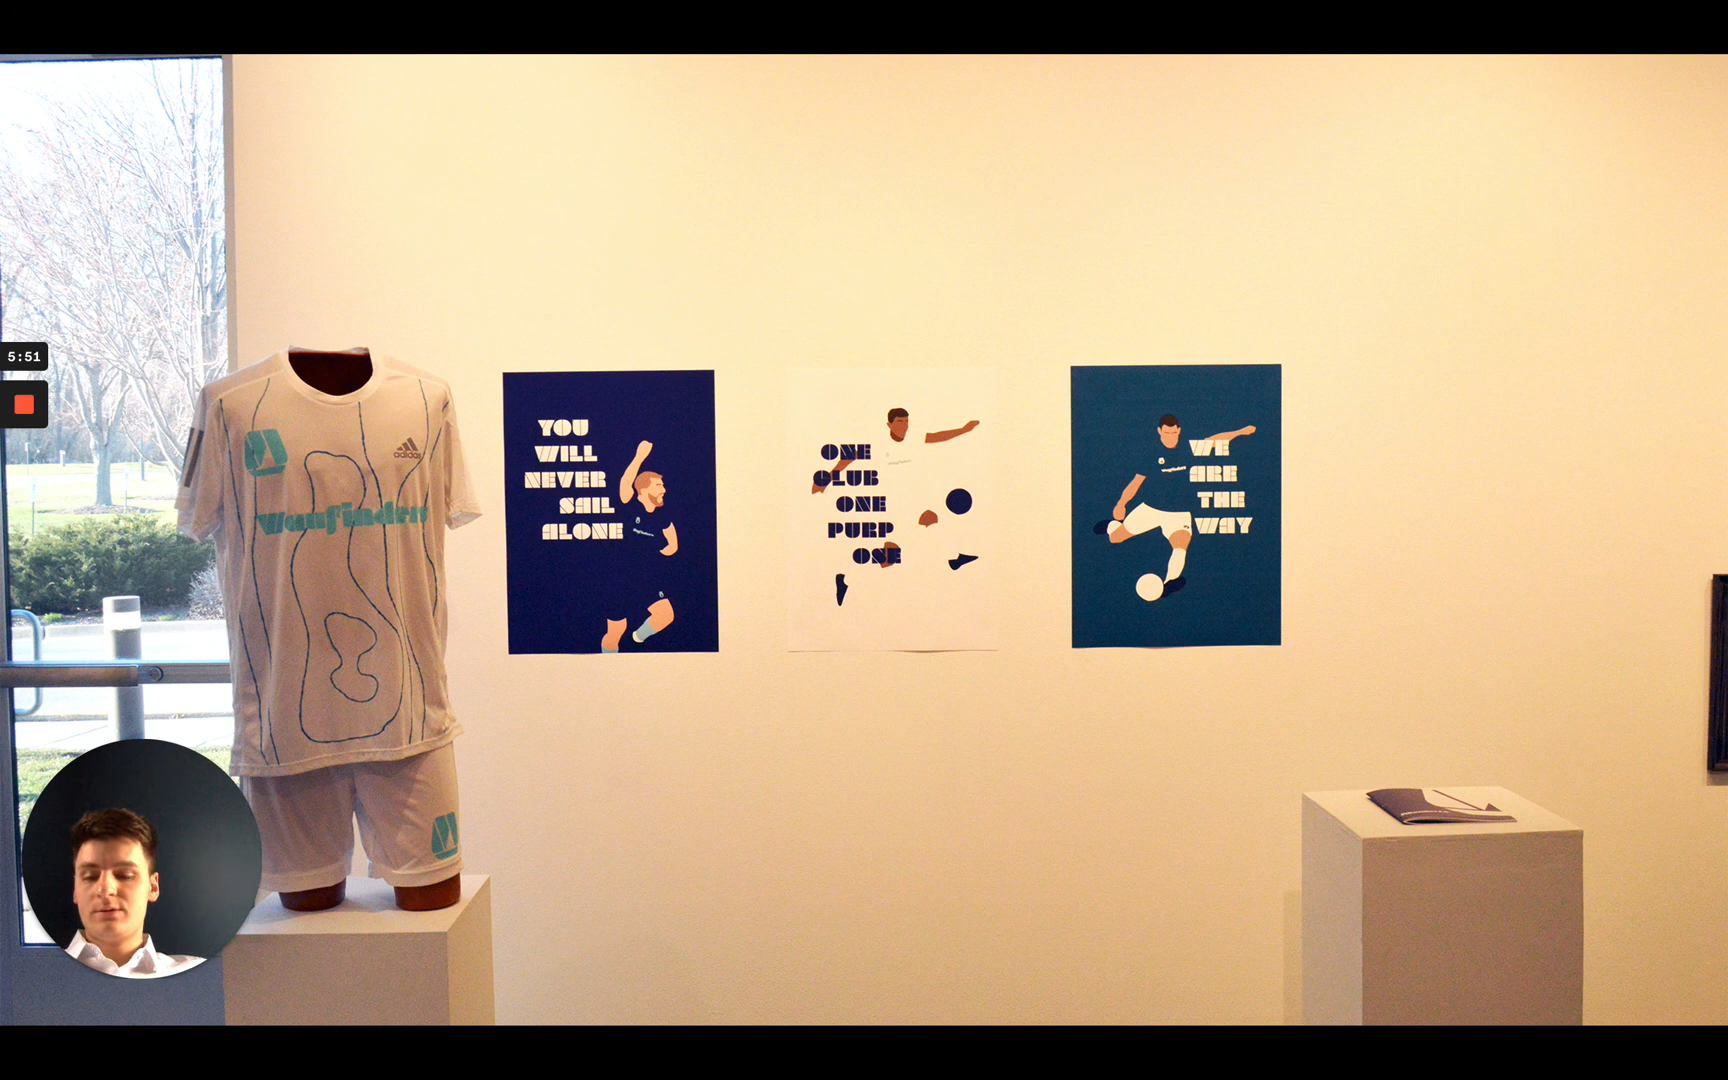 5:51
adidas
Wayfinders
YOU
WILL
NEVER
SAIL
ALONE
ONE
CLUB
ONE
PURP
OSE
WE
ARE
THE
WAY